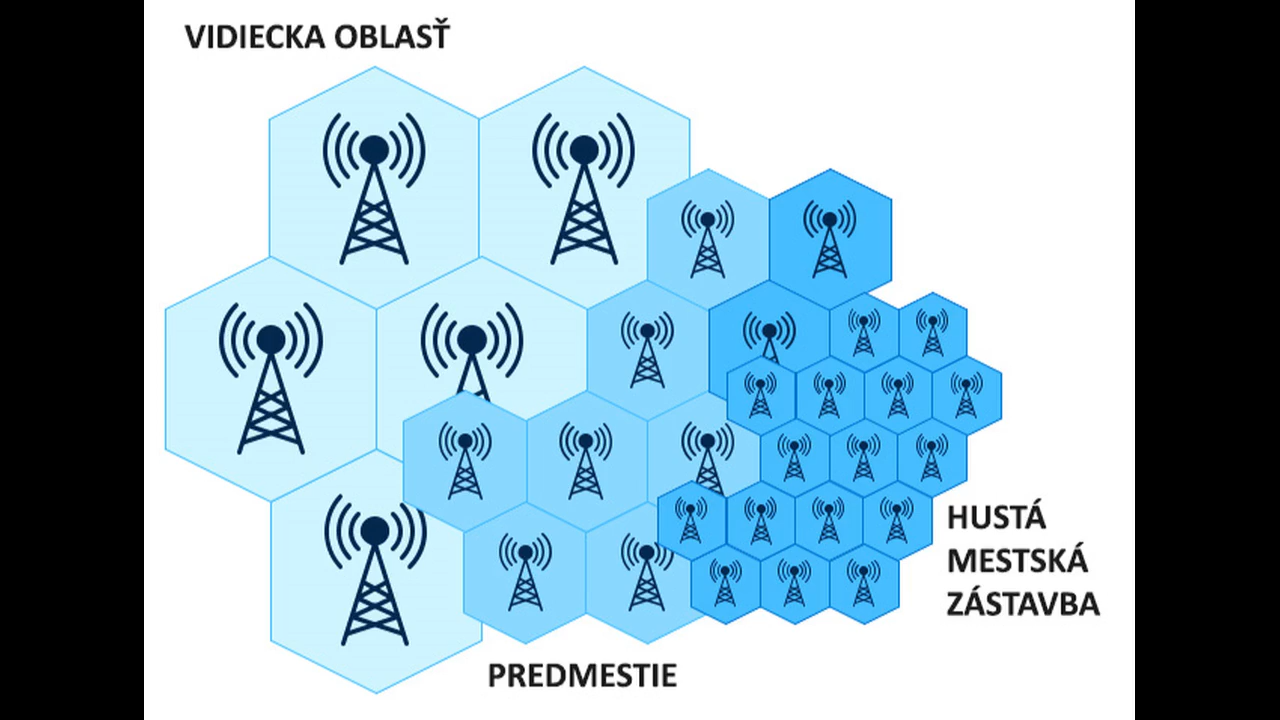 VIDIECKA OBLASŤ
HUSTÁ
MESTSKÁ
ZÁSTAVBA
PREDMESTIE